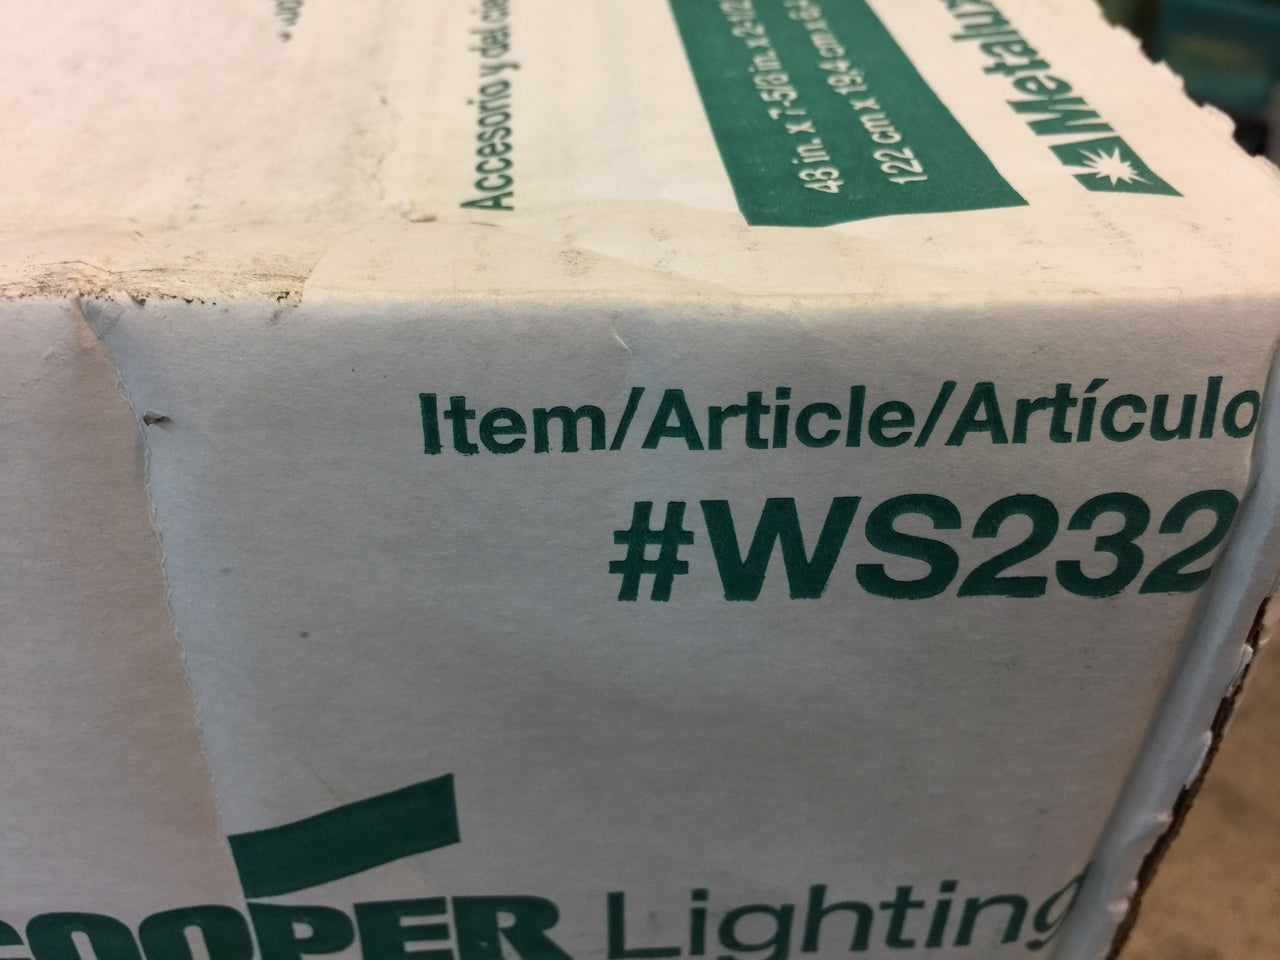 Accesorio y del
48 in. x 7-5/8 in. x 2-1/2
122 cm x 19,4 cm x 6
Metalux
Item/Article/Artículo
#WS232
COOPER Lighting